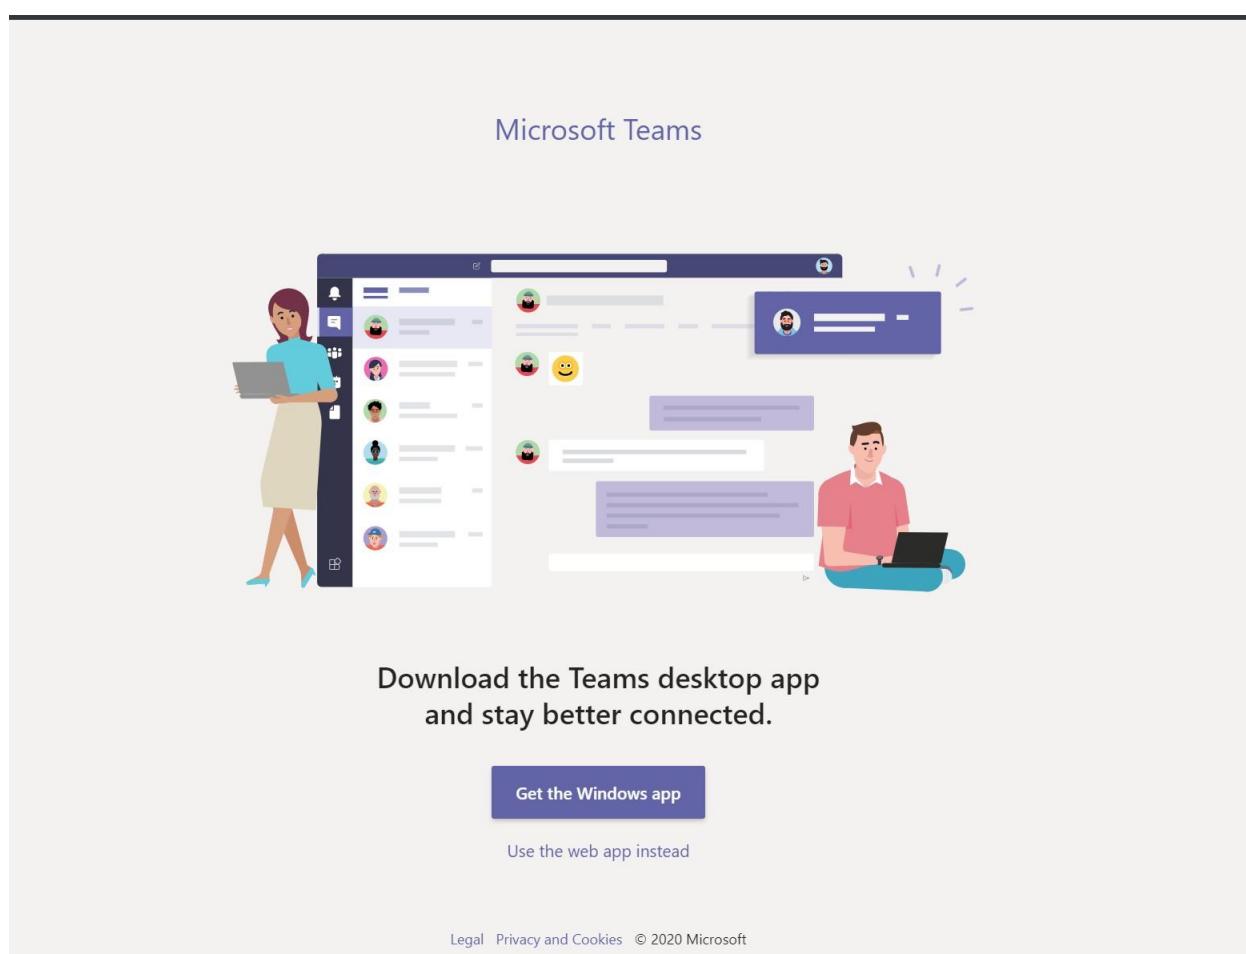 Microsoft Teams
Download the Teams desktop app
and stay better connected.
Get the Windows app
Use the web app instead
Legal Privacy and Cookies © 2020 Microsoft